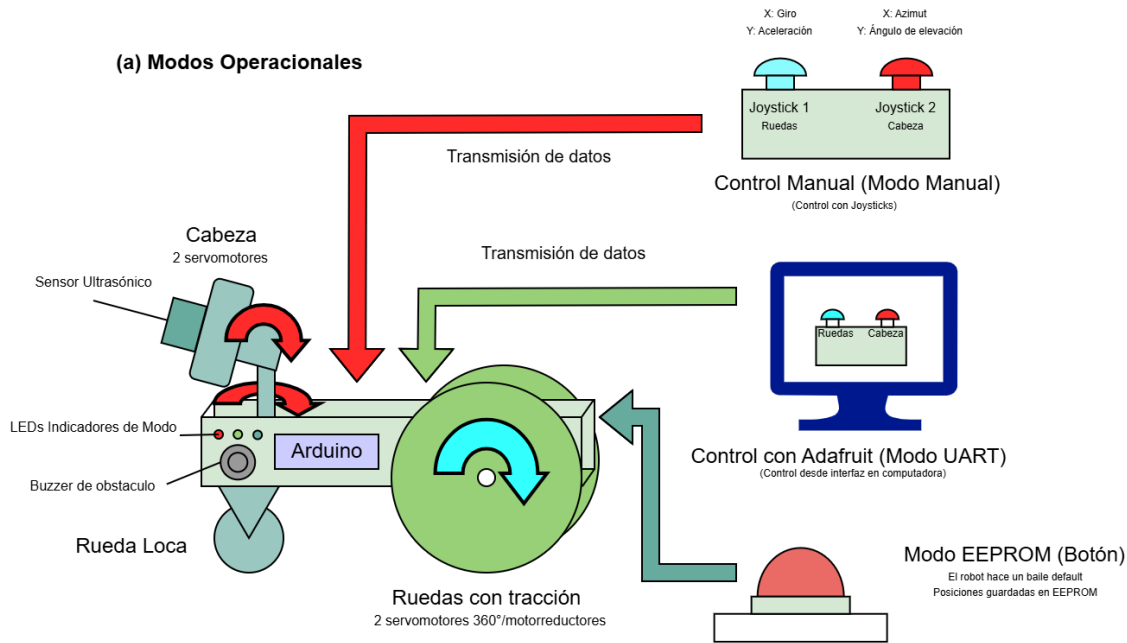 (a) Modos Operacionales
X: Giro
Y: Aceleración
X: Azimut
Y: Ángulo de elevación
Joystick 1
Ruedas
Joystick 2
Cabeza
Control Manual (Modo Manual)
(Control con Joysticks)
Transmisión de datos
Cabeza
2 servomotores
Sensor Ultrasónico
Transmisión de datos
Ruedas
Cabeza
Control con Adafruit (Modo UART)
(Control desde interfaz en computadora)
LEDs Indicadores de Modo
Arduino
Buzzer de obstaculo
Rueda Loca
Ruedas con tracción
2 servomotores 360°/motorreductores
Modo EEPROM (Botón)
El robot hace un baile default
Posiciones guardadas en EEPROM